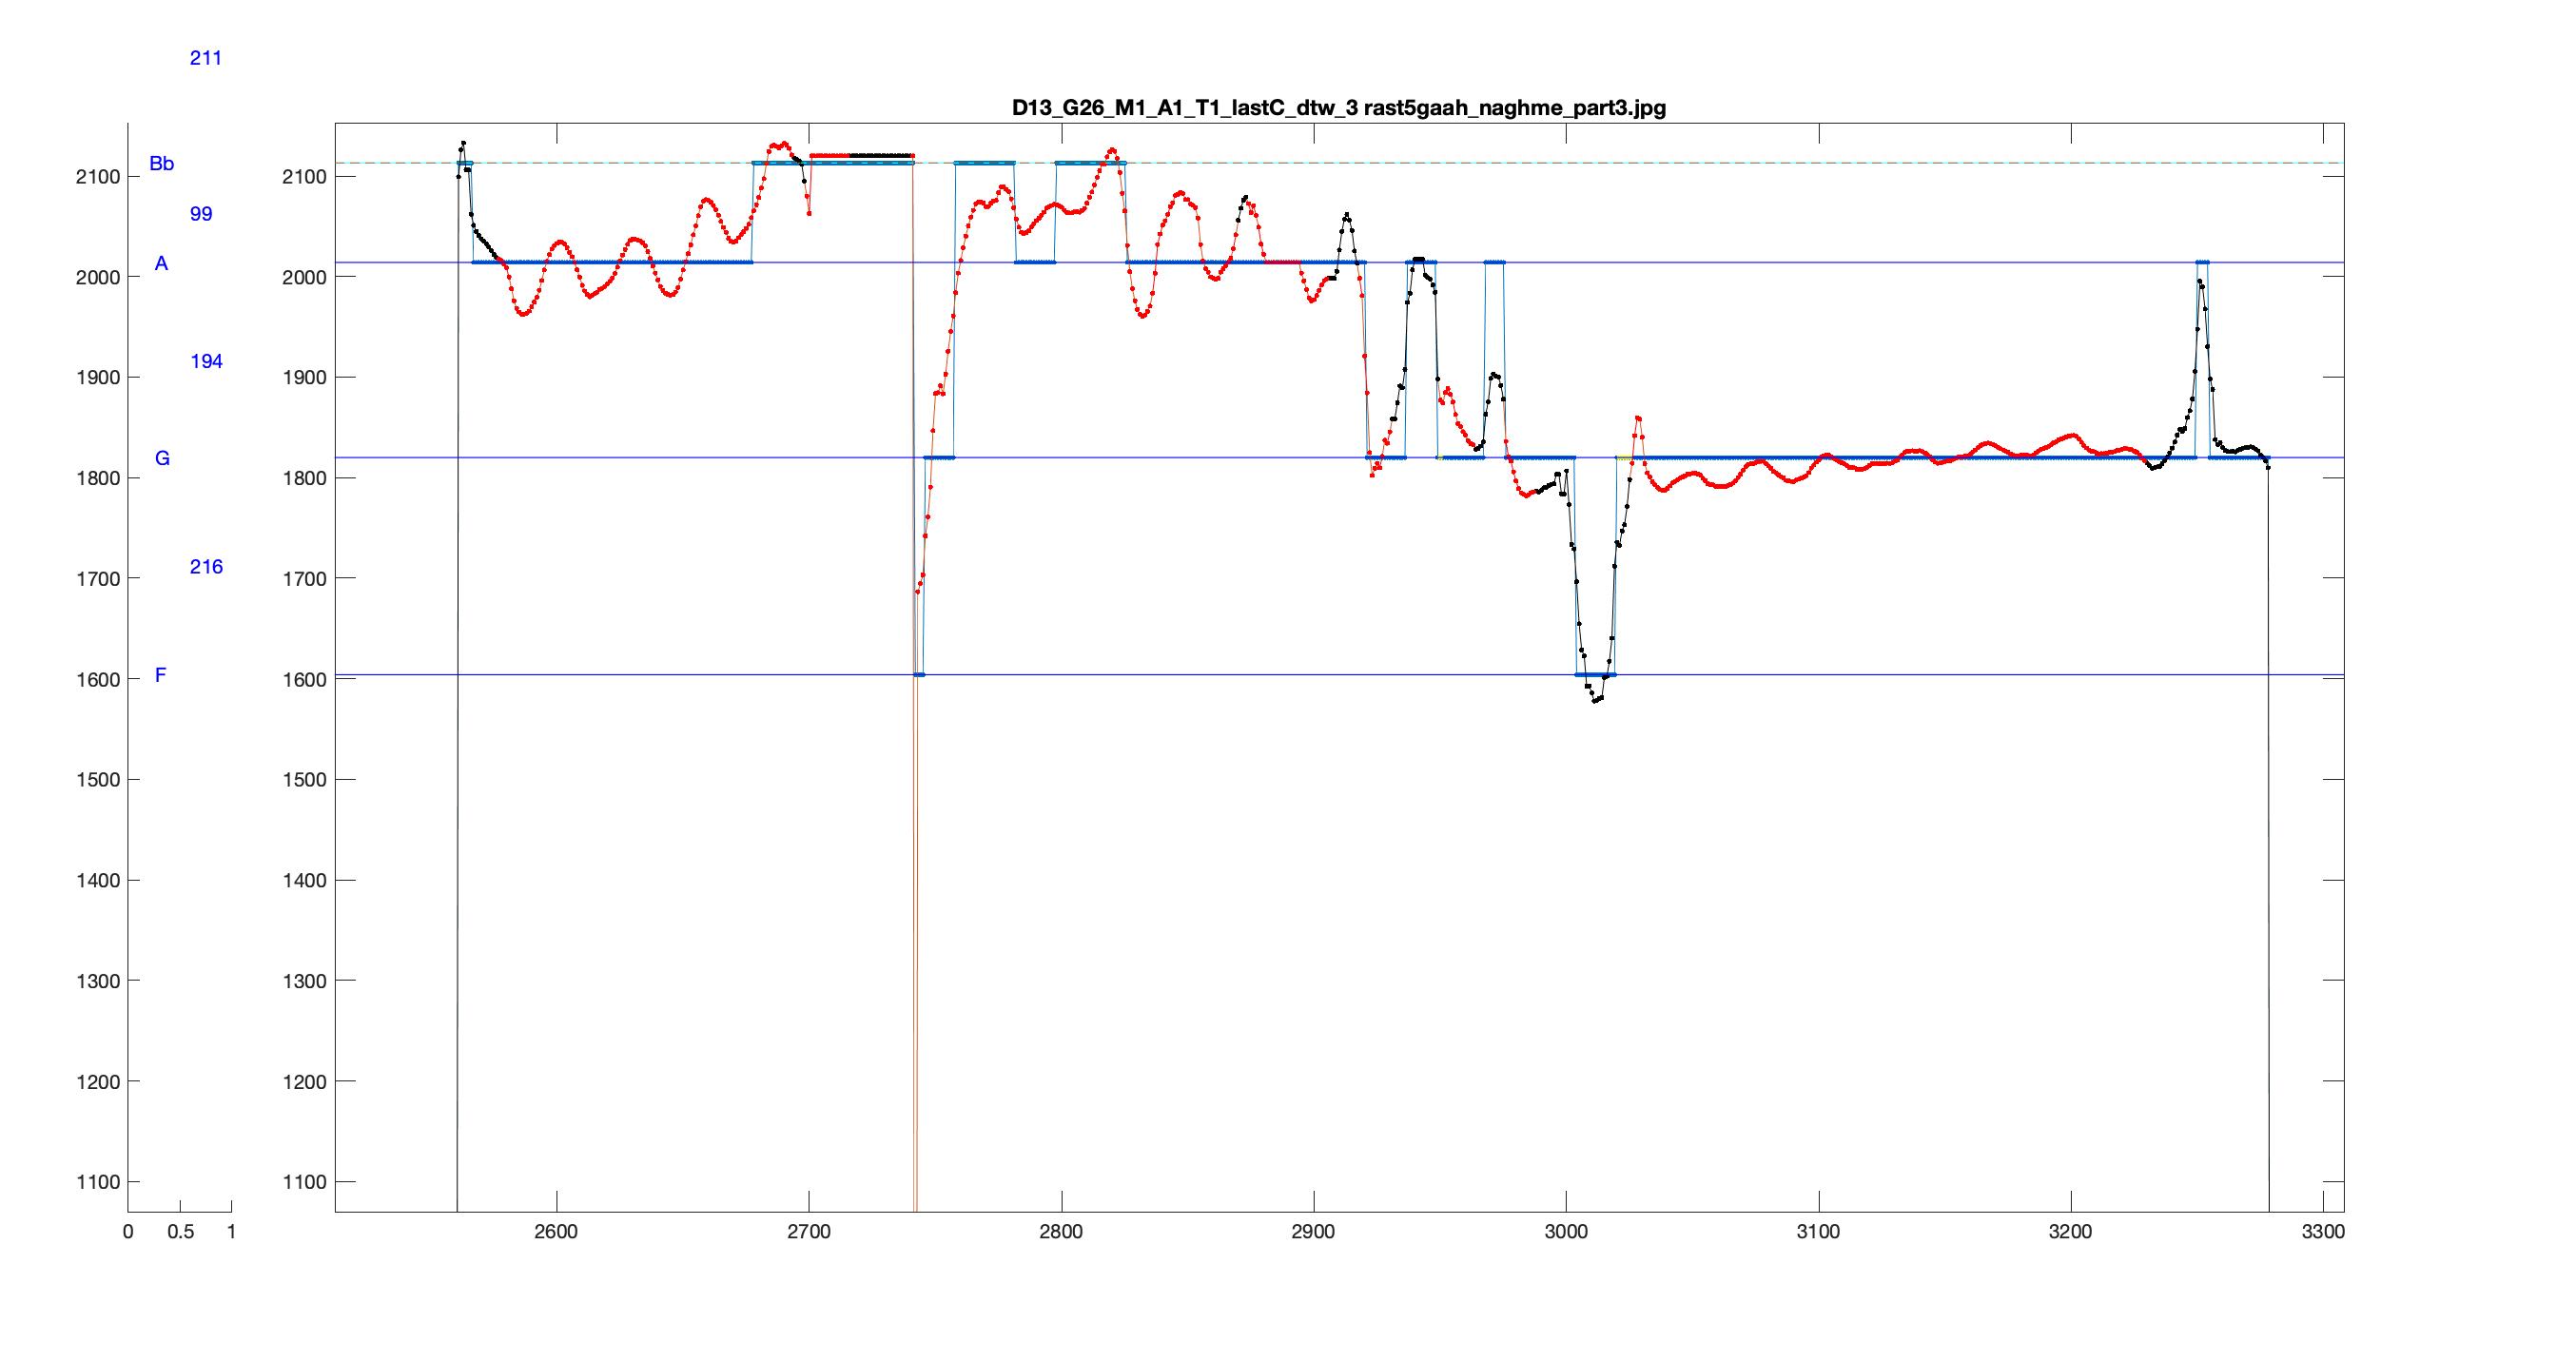 211
D13_G26_M1_A1_T1_lastC_dtw_3 rast5gaah_naghme_part3.jpg
Bb
2100 2100
99
A
2000 2000
194
1900 1900
G
1800 1800
216
1700 1700
F
1600 1600
1500 1500
1400 1400
1300 1300
1200 1200
1100 1100
0 0.5 1 2600 2700 2800 2900 3000 3100 3200 3300